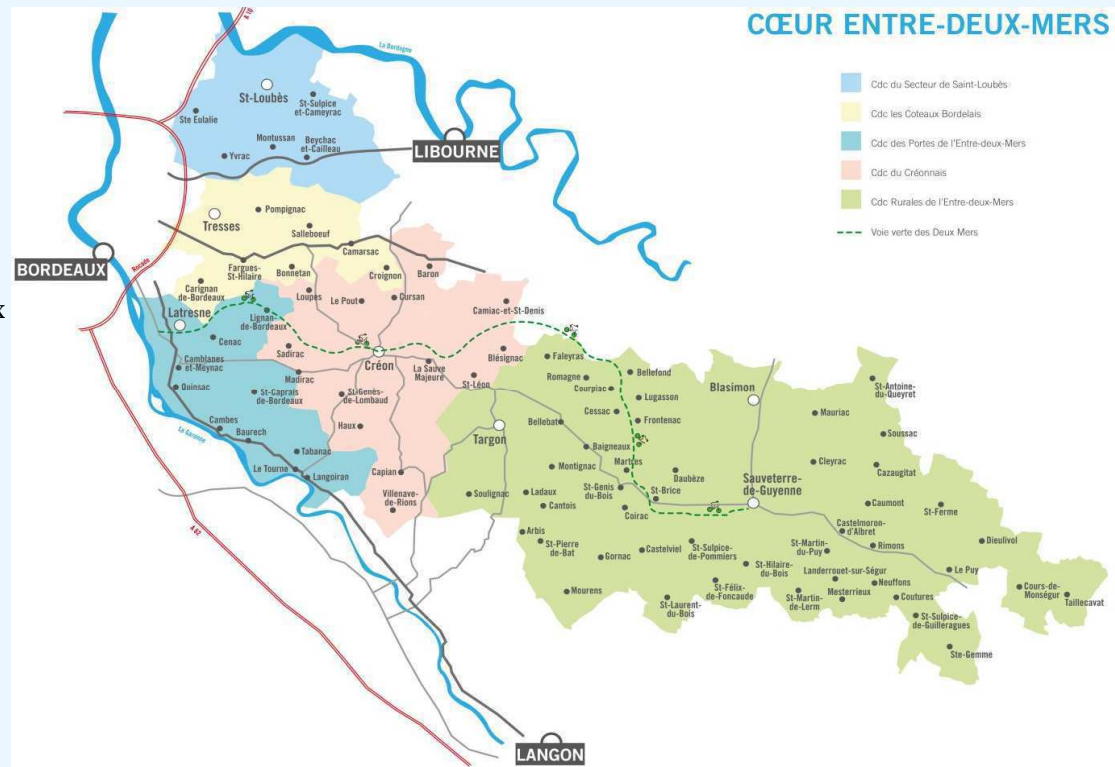 CŒUR ENTRE-DEUX-MERS
Cdc du Secteur de Saint-Loubès
Cdc les Coteaux Bordelais
Cdc des Portes de l'Entre-deux-Mers
Cdc du Créonnais
Cdc Rurales de l'Entre-deux-Mers
Voie verte des Deux Mers
A 10
La Dordogne
St-Loubès
St-Sulpice
et-Cameyrac
Ste Eulalie
Montussan
Beychac
et-Cailleau
Yvrac
LIBOURNE
Pompignac
Tresses
Salleboeuf
Camarsac
BORDEAUX
Rocade
Fargues-
St-Hilaire
Bonnetan
Croignon
Baron
Carignan
de-Bordeaux
Loupes
Le Pout
Cursan
Camiac-et-St-Denis
x
Latresne
Lignan-
de-Bordeaux
Cenac
Sadirac
Créon
La Sauve
Majeure
Blésignac
Faleyras
Camblanes
et-Meynac
Madirac
St-Léon
Romagne
Bellefond
Courpiac
Blasimon
St-Antoine-
du-Queyret
Quinsac
St-Caprais
de-Bordeaux
St-Genès-
de-Lombaud
Lugasson
Cessac
Frontenac
Mauriac
La Garonne
Cambes
Baurech
Haux
Targon
Bellebat
Soussac
Tabanac
Baigneaux
Le Tourne
Langoiran
Capian
Montignac
Martres
Daubèze
Cleyrac
Cazaugitat
Sauveterre-
de-Guyenne
Villenave-
de-Rions
Soulignac
Ladaux
St-Genis
du-Bois
St-Brice
Cantois
Coirac
Caumont
St-Ferme
A 62
Arbis
St-Pierre
de-Bat
Castelmoron-
d'Albret
Rimons
Dieulivol
Gornac
Castelviel
St-Sulpice-
de-Pommiers
St-Martin-
du-Puy
St-Hilaire-
du-Bois
Landerrouet-sur-Ségur
Le Puy
Mourens
St-Félix-
de-Foncaude
Neuffons
Mesterrieux
Coutures
Cours-de-
Monségur
Taillecavat
St-Laurent-
du-Bois
St-Martin-
de-Lerm
St-Sulpice-
de-Guilleragues
Ste-Gemme
LANGON